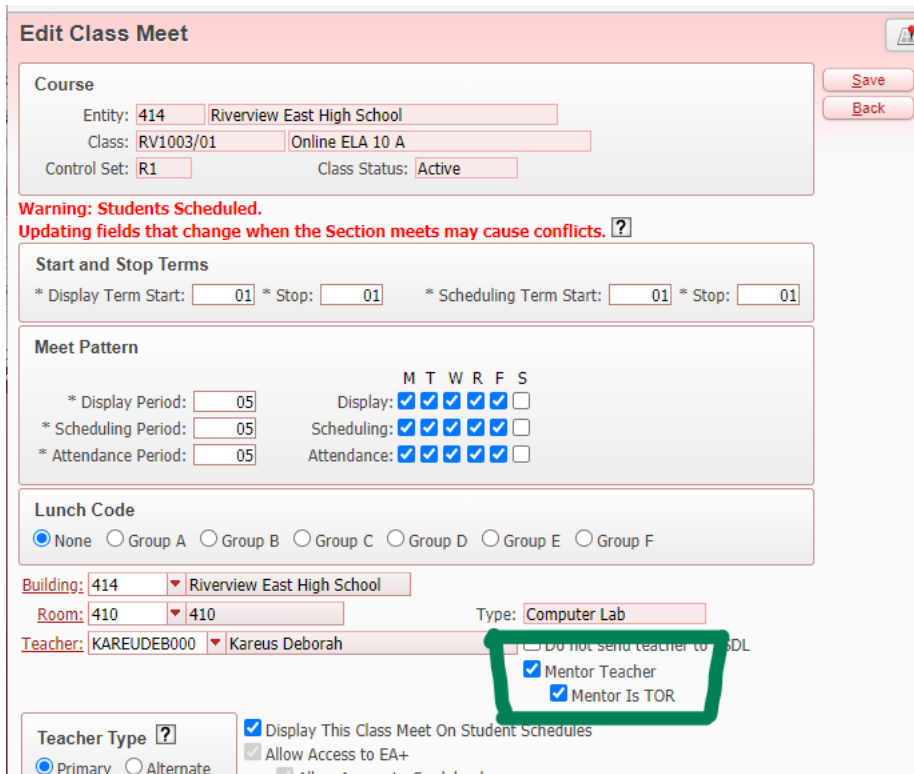 Edit Class Meet
Save
Back
Course
Entity: 414 Riverview East High School
Class: RV1003/01 Online ELA 10 A
Control Set: R1 Class Status: Active
Warning: Students Scheduled.
Updating fields that change when the Section meets may cause conflicts. ?
Start and Stop Terms
* Display Term Start: 01 * Stop: 01 * Scheduling Term Start: 01 * Stop: 01
Meet Pattern
M T W R F S
* Display Period: 05 Display:
* Scheduling Period: 05 Scheduling:
* Attendance Period: 05 Attendance:
Lunch Code
None Group A Group B Group C Group D Group E Group F
Building: 414 Riverview East High School
Room: 410 410 Type: Computer Lab
Teacher: KAREUDEB000 Kareus Deborah Do not send teacher to
Mentor Teacher
Mentor Is TOR
Teacher Type ? Display This Class Meet On Student Schedules
Allow Access to EA+
Primary Alternate